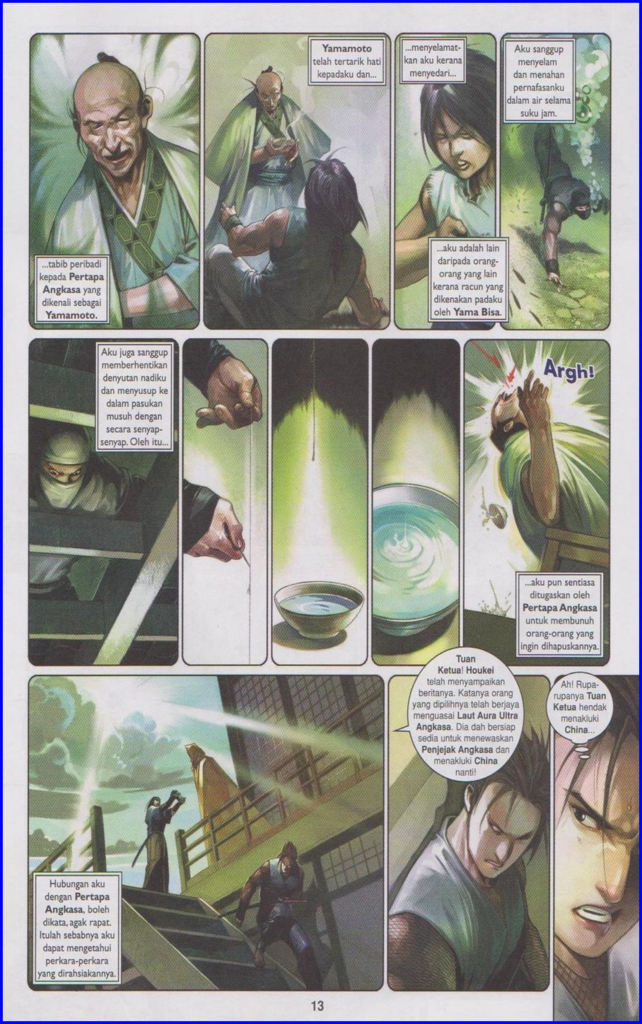 ...tabib peribadi
kepada Pertapa
Angkasa yang
dikenali sebagai
Yamamoto.
Yamamoto
telah tertarik hati
kepadaku dan...
...menyelamat-
kan aku kerana
menyedari...
...aku adalah lain
daripada orang-
orang yang lain
kerana racun yang
dikenakan padaku
oleh Yama Bisa.
Aku sanggup
menyelam
dan menahan
pernafasanku
dalam air selama
suku jam.
Aku juga sanggup
memberhentikan
denyutan nadiku
dan menyusup ke
dalam pasukan
musuh dengan
secara senyap-
senyap. Oleh itu...
Argh!
...aku pun sentiasa
ditugaskan oleh
Pertapa Angkasa
untuk membunuh
orang-orang yang
ingin dihapuskannya.
Hubungan aku
dengan Pertapa
Angkasa, boleh
dikata, agak rapat.
Itulah sebabnya aku
dapat mengetahui
perkara-perkara
yang dirahsiakannya.
Tuan
Ketua! Houkei
telah menyampaikan
beritanya. Katanya orang
yang dipilihnya telah berjaya
menguasai Laut Aura Ultra
Angkasa. Dia dah bersiap
sedia untuk menewaskan
Penjejak Angkasa dan
menakluki China
nanti!
Ah! Rupa-
rupanya Tuan
Ketua hendak
menakluki
China...
13